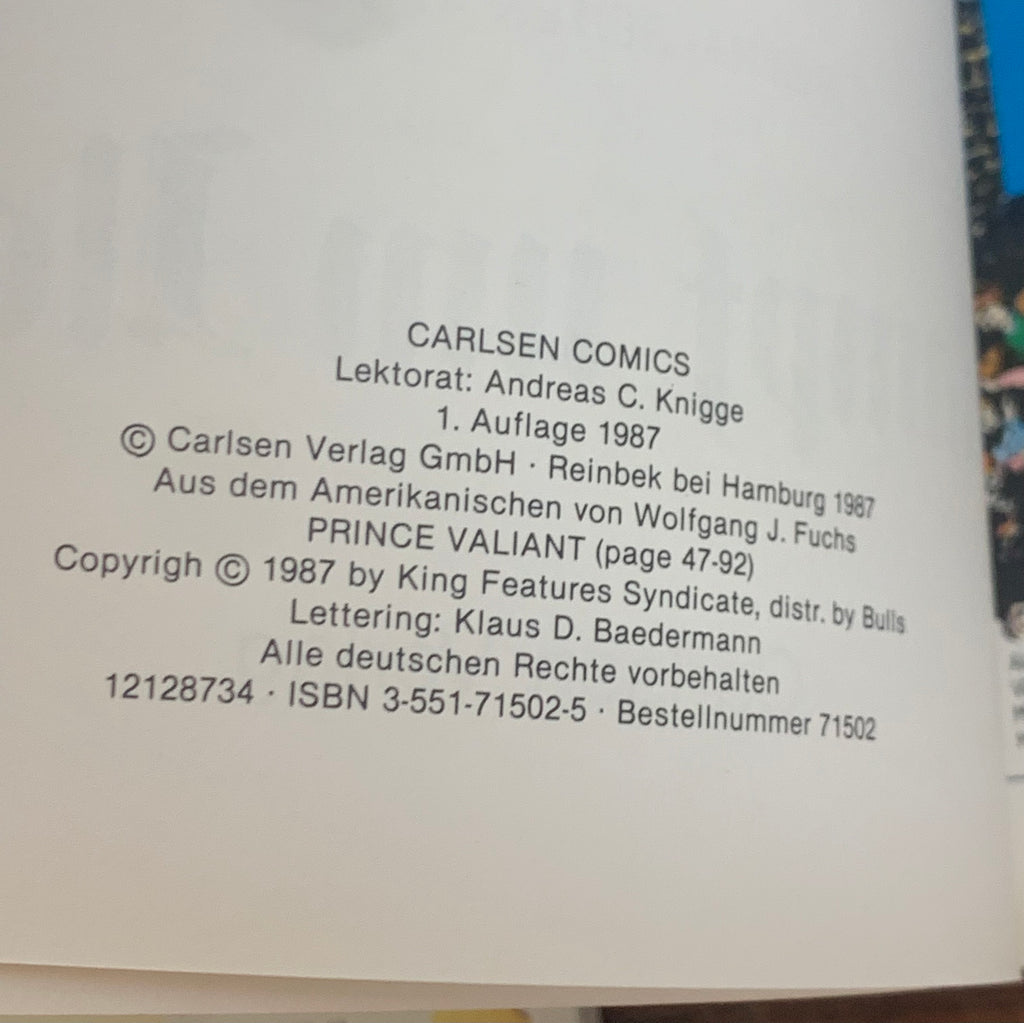 CARLSEN COMICS
Lektorat: Andreas C. Knigge
1. Auflage 1987
© Carlsen Verlag GmbH · Reinbek bei Hamburg 1987
Aus dem Amerikanischen von Wolfgang J. Fuchs
PRINCE VALIANT (page 47-92)
Copyrigh © 1987 by King Features Syndicate, distr. by Bulls
Lettering: Klaus D. Baedermann
Alle deutschen Rechte vorbehalten
12128734 · ISBN 3-551-71502-5 · Bestellnummer 71502